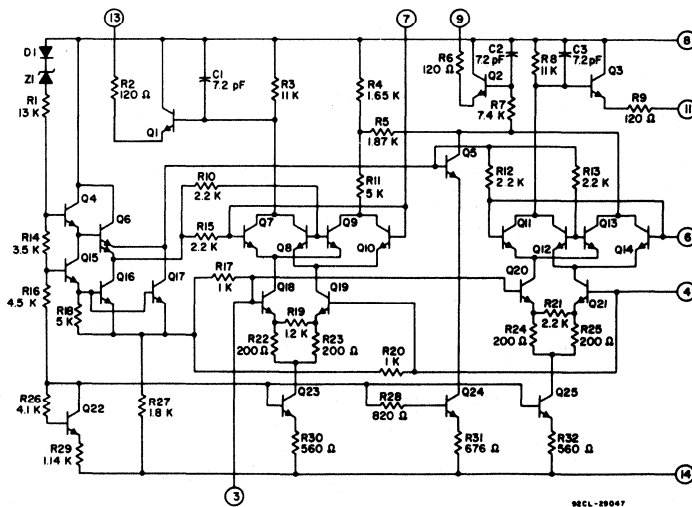 13
7
9
8
D1
Z1
R1
13 K
R2
120 Ω
C1
7.2 pF
R3
11 K
R4
1.65 K
R6
120 Ω
C2
7.2 pF
Q2
R8
11 K
C3
7.2 pF
Q3
R7
7.4 K
R9
120 Ω
11
Q1
R5
1.87 K
Q5
R10
2.2 K
R11
5 K
R12
2.2 K
R13
2.2 K
Q4
Q6
R15
2.2 K
Q7
Q8
Q9
Q10
Q11
Q12
Q13
Q14
6
R14
3.5 K
Q15
Q16
Q17
R17
1 K
Q18
Q19
Q20
Q21
4
R16
4.5 K
R18
5 K
R19
1.2 K
R21
2.2 K
R22
200 Ω
R23
200 Ω
R24
200 Ω
R25
200 Ω
R20
1 K
R26
4.1 K
Q22
R27
1.8 K
Q23
R28
820 Ω
Q24
Q25
R29
1.14 K
R30
560 Ω
R31
676 Ω
R32
560 Ω
14
3
92CL-29047